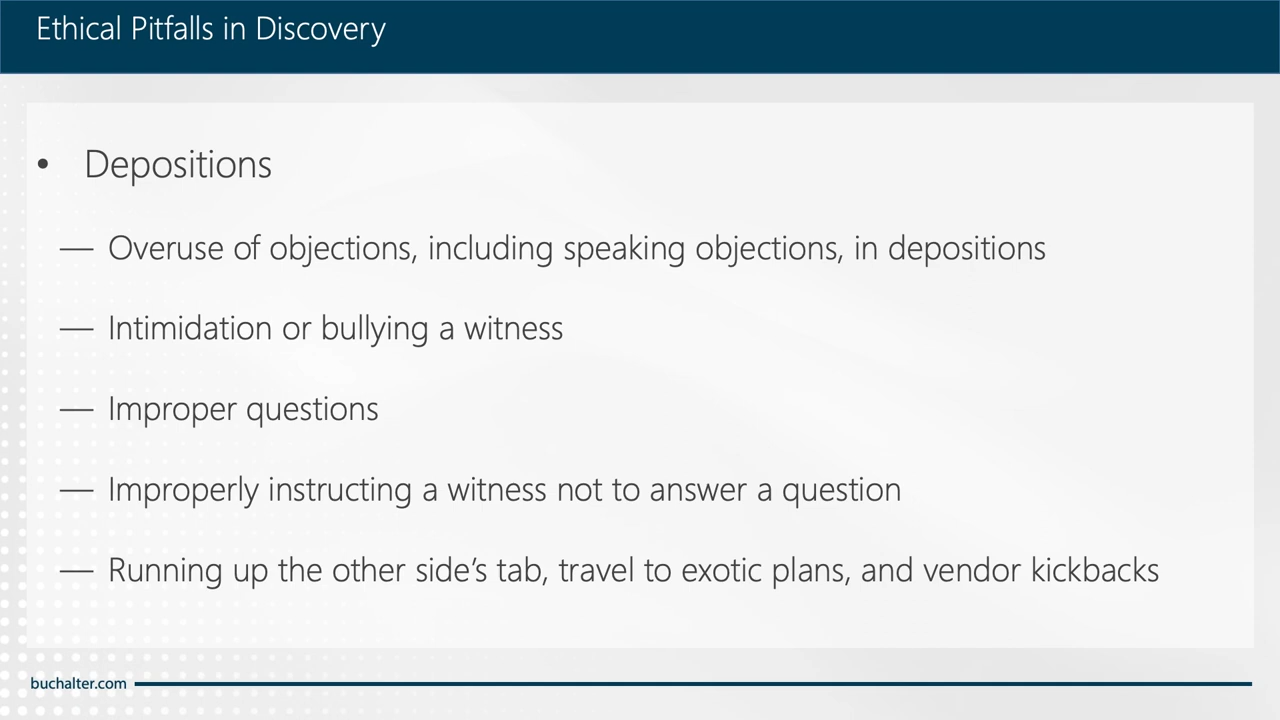 Ethical Pitfalls in Discovery
• Depositions
— Overuse of objections, including speaking objections, in depositions
— Intimidation or bullying a witness
— Improper questions
— Improperly instructing a witness not to answer a question
— Running up the other side’s tab, travel to exotic plans, and vendor kickbacks
buchalter.com